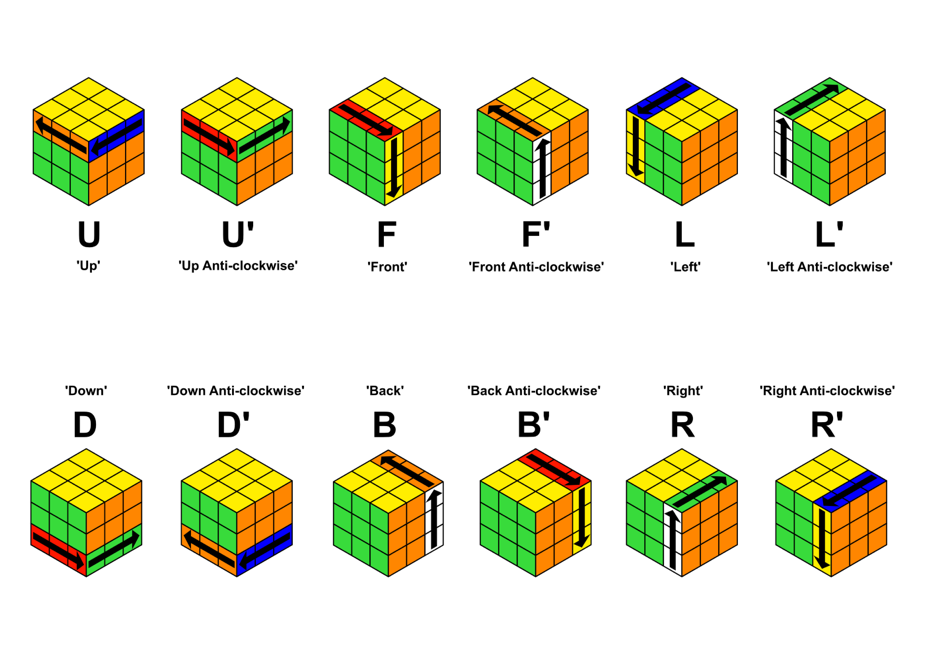 U U' F F' L L'
'Up' 'Up Anti-clockwise' 'Front' 'Front Anti-clockwise' 'Left' 'Left Anti-clockwise'
'Down' 'Down Anti-clockwise' 'Back' 'Back Anti-clockwise' 'Right' 'Right Anti-clockwise'
D D' B B' R R'